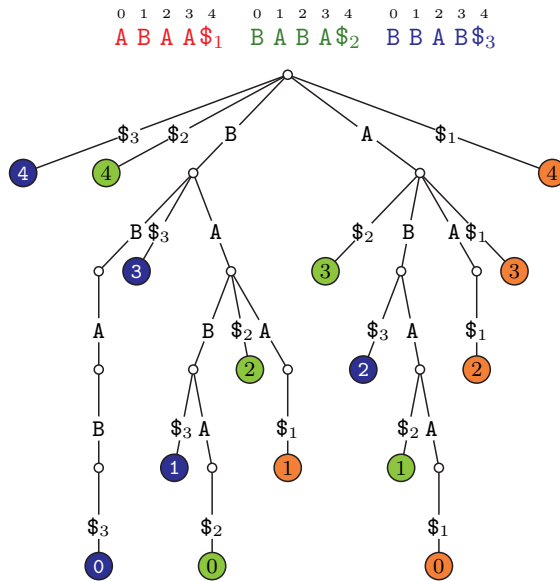 0 1 2 3 4 0 1 2 3 4 0 1 2 3 4
A B A A $₁ B A B A $₂ B B A B $₃
$₃ $₂ B A $₁
4 4 4
B $₃ A $₂ B A $₁
3 3 3
A B $₂ A $₃ A $₁
2 2 2
B $₃ A $₁ $₂ A
1 1 1
$₃ $₂ $₁
0 0 0